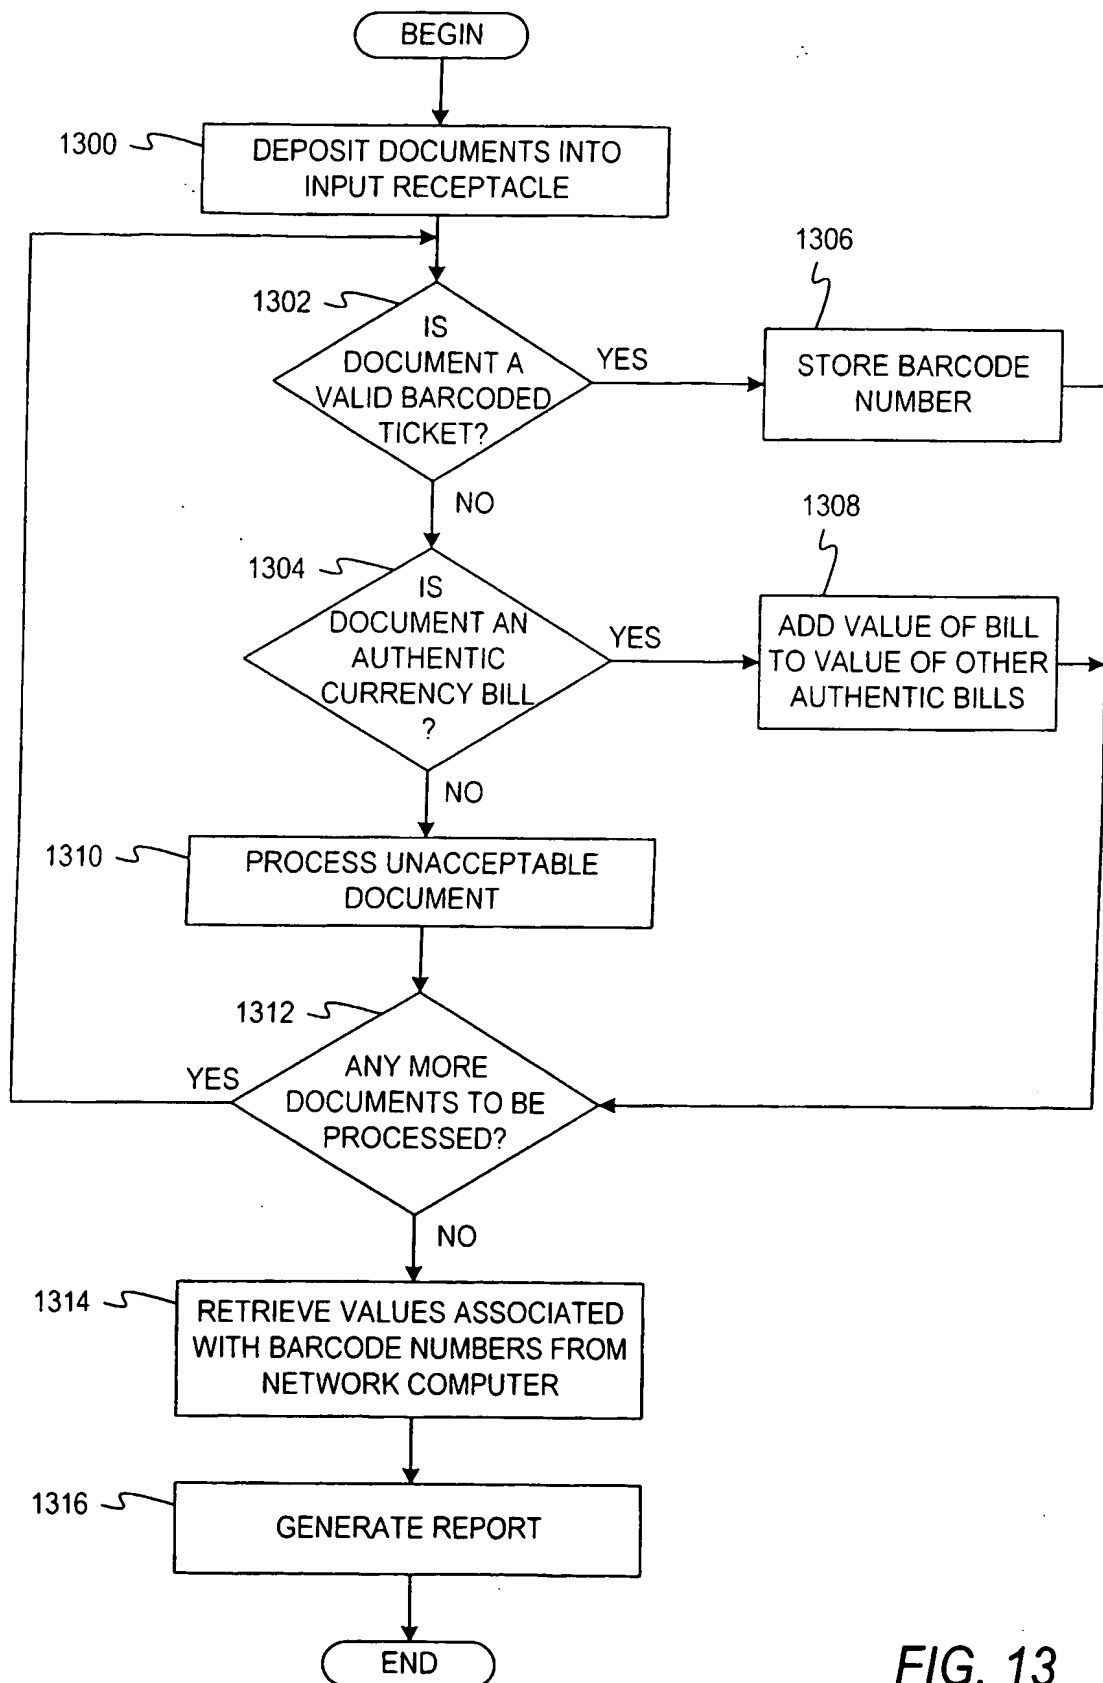 BEGIN
1300
DEPOSIT DOCUMENTS INTO
INPUT RECEPTACLE
1302
IS
DOCUMENT A
VALID BARCODED
TICKET?
YES
1306
STORE BARCODE
NUMBER
NO
1304
IS
DOCUMENT AN
AUTHENTIC
CURRENCY BILL
?
YES
1308
ADD VALUE OF BILL
TO VALUE OF OTHER
AUTHENTIC BILLS
NO
1310
PROCESS UNACCEPTABLE
DOCUMENT
1312
ANY MORE
DOCUMENTS TO BE
PROCESSED?
YES
NO
1314
RETRIEVE VALUES ASSOCIATED
WITH BARCODE NUMBERS FROM
NETWORK COMPUTER
1316
GENERATE REPORT
END
FIG. 13